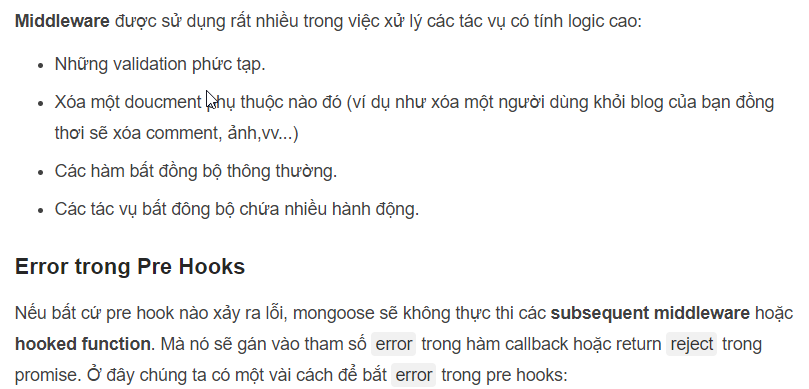 Middleware được sử dụng rất nhiều trong việc xử lý các tác vụ có tính logic cao:
• Những validation phức tạp.
• Xóa một doucment phụ thuộc nào đó (ví dụ như xóa một người dùng khỏi blog của bạn đồng
thơi sẽ xóa comment, ảnh,vv...)
• Các hàm bất đồng bộ thông thường.
• Các tác vụ bất đông bộ chứa nhiều hành động.
Error trong Pre Hooks
Nếu bất cứ pre hook nào xảy ra lỗi, mongoose sẽ không thực thi các subsequent middleware hoặc
hooked function. Mà nó sẽ gán vào tham số error trong hàm callback hoặc return reject trong
promise. Ở đây chúng ta có một vài cách để bắt error trong pre hooks: